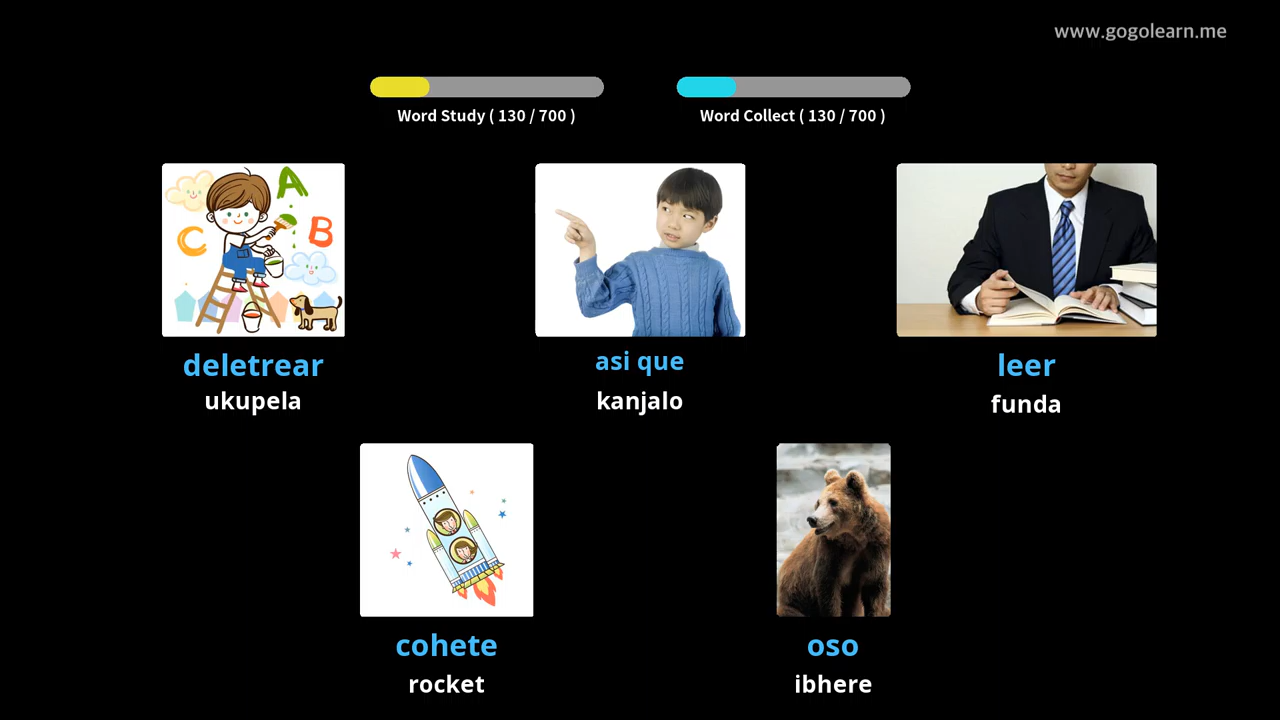 www.gogolearn.me
Word Study ( 130 / 700 )
Word Collect ( 130 / 700 )
A
B
C
deletrear
ukupela
asi que
kanjalo
leer
funda
cohete
rocket
oso
ibhere